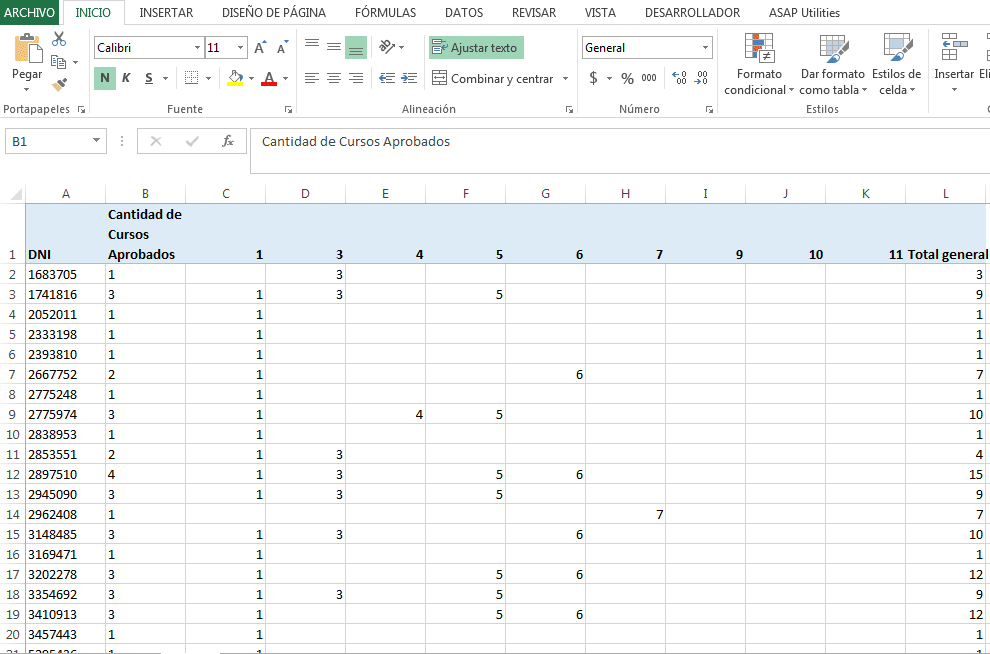 ARCHIVO INICIO INSERTAR DISEÑO DE PÁGINA FÓRMULAS DATOS REVISAR VISTA DESARROLLADOR ASAP Utilities
Pegar
Portapapeles
Calibri 11
N K S
Fuente
Ajustar texto
Combinar y centrar
Alineación
General
$ % 000
Número
Formato condicional
Dar formato como tabla
Estilos de celda
Estilos
Insertar
B1 fx Cantidad de Cursos Aprobados
A B C D E F G H I J K L
1 DNI Cantidad de Cursos Aprobados 1 3 4 5 6 7 9 10 11 Total general
2 1683705 1 3 3
3 1741816 3 1 3 5 9
4 2052011 1 1 1
5 2333198 1 1 1
6 2393810 1 1 1
7 2667752 2 1 6 7
8 2775248 1 1 1
9 2775974 3 1 4 5 10
10 2838953 1 1 1
11 2853551 2 1 3 4
12 2897510 4 1 3 5 6 15
13 2945090 3 1 3 5 9
14 2962408 1 7 7
15 3148485 3 1 3 6 10
16 3169471 1 1 1
17 3202278 3 1 5 6 12
18 3354692 3 1 3 5 9
19 3410913 3 1 5 6 12
20 3457443 1 1 1